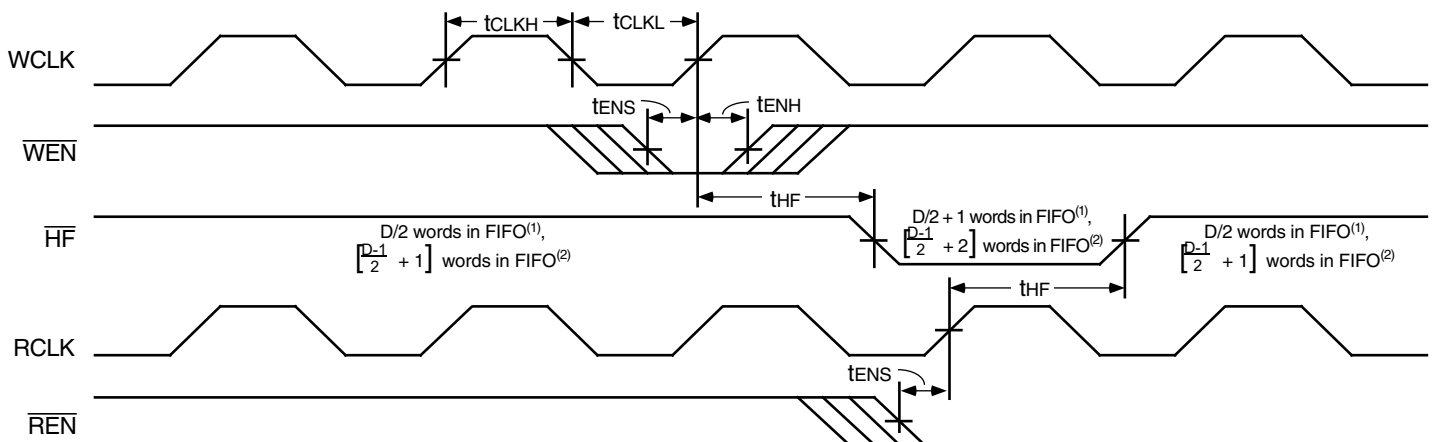 tCLKH
tCLKL
WCLK
tENS
tENH
WEN
tHF
HF
D/2 words in FIFO(1),
[D-1/2 + 1] words in FIFO(2)
D/2 + 1 words in FIFO(1),
[D-1/2 + 2] words in FIFO(2)
D/2 words in FIFO(1),
[D-1/2 + 1] words in FIFO(2)
tHF
RCLK
tENS
REN